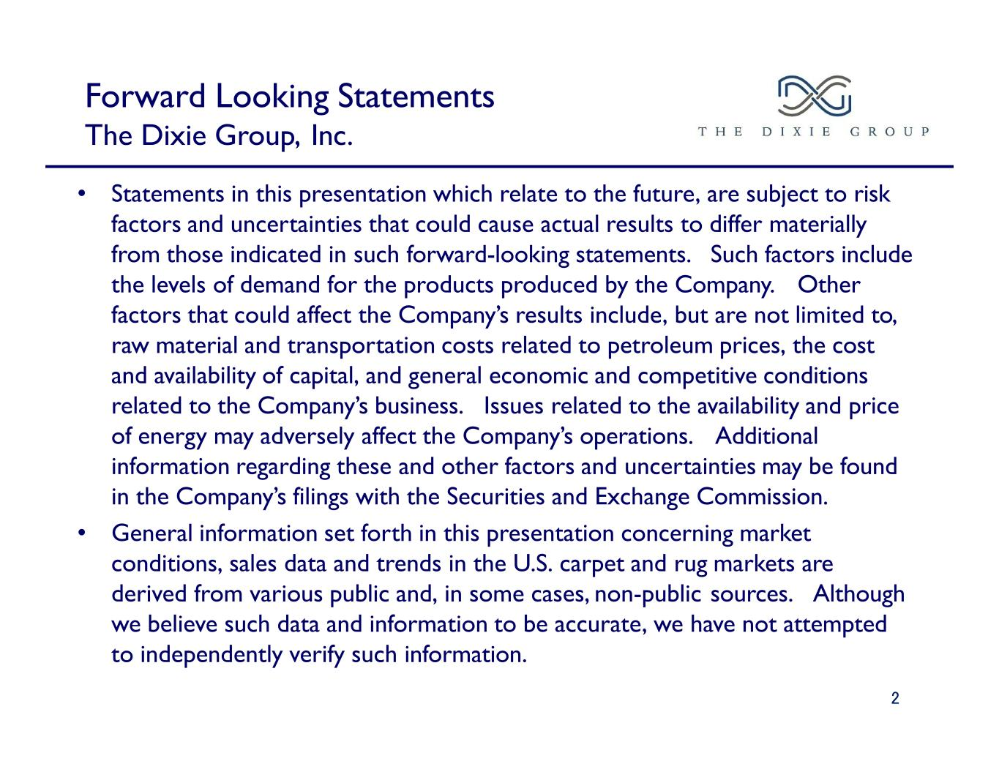 Forward Looking Statements
The Dixie Group, Inc.
THE DIXIE GROUP
• Statements in this presentation which relate to the future, are subject to risk
factors and uncertainties that could cause actual results to differ materially
from those indicated in such forward-looking statements. Such factors include
the levels of demand for the products produced by the Company. Other
factors that could affect the Company’s results include, but are not limited to,
raw material and transportation costs related to petroleum prices, the cost
and availability of capital, and general economic and competitive conditions
related to the Company’s business. Issues related to the availability and price
of energy may adversely affect the Company’s operations. Additional
information regarding these and other factors and uncertainties may be found
in the Company’s filings with the Securities and Exchange Commission.
• General information set forth in this presentation concerning market
conditions, sales data and trends in the U.S. carpet and rug markets are
derived from various public and, in some cases, non-public sources. Although
we believe such data and information to be accurate, we have not attempted
to independently verify such information.
2